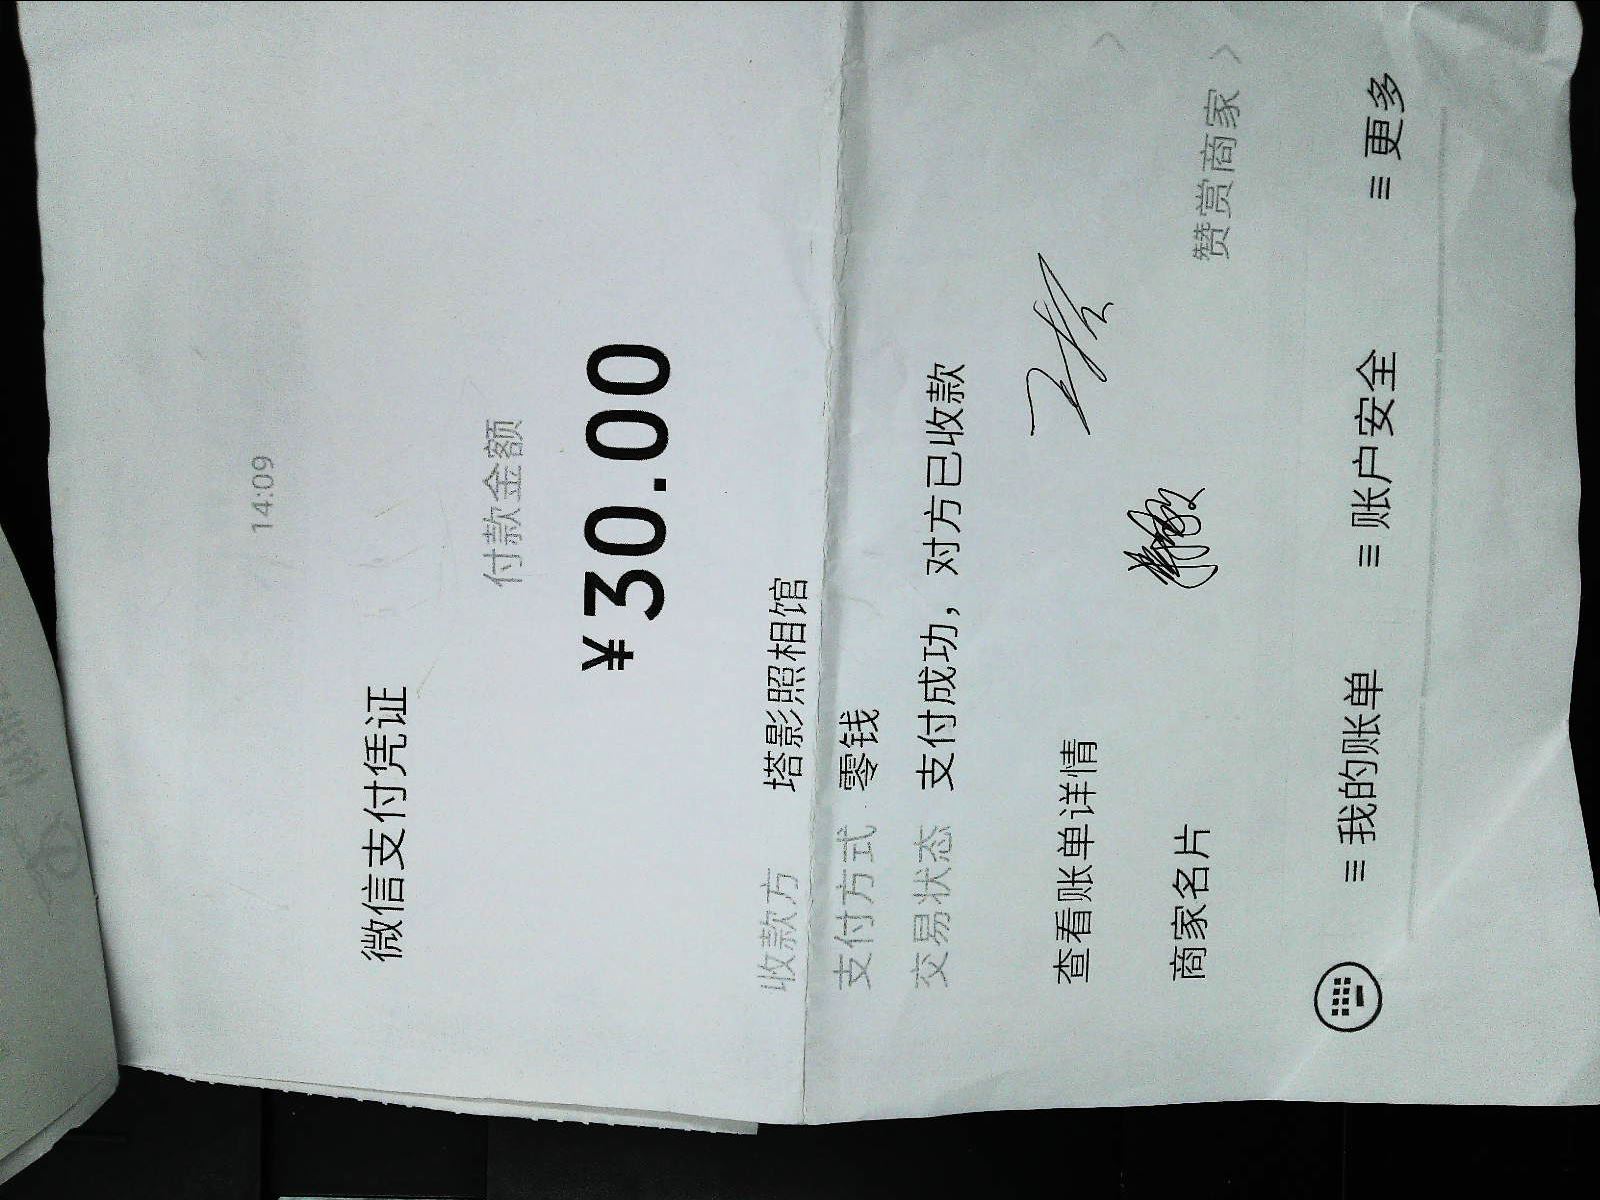 14:09
微信支付凭证
付款金额
¥30.00
收款方 塔影照相馆
支付方式 零钱
交易状态 支付成功，对方已收款
查看账单详情
商家名片 赞赏商家
≡ 我的账单 ≡ 账户安全 ≡ 更多